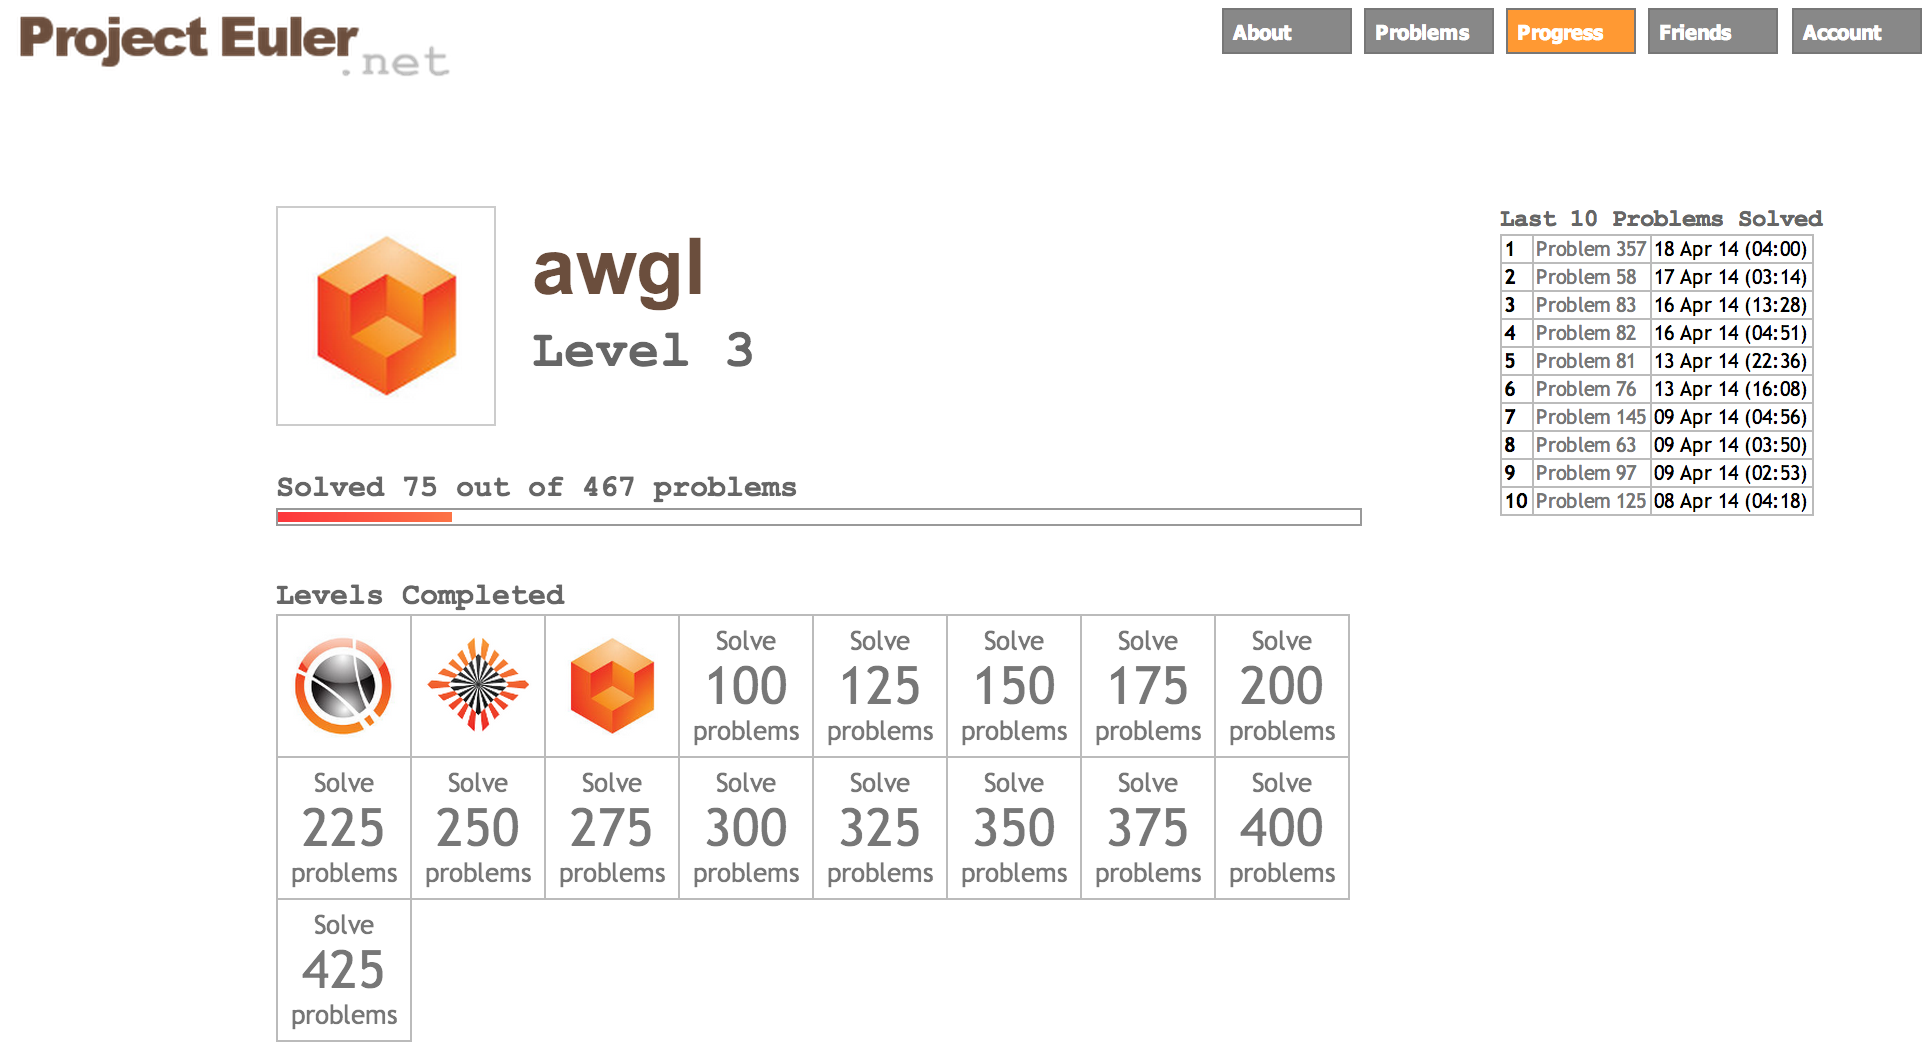 Project Euler
.net
About Problems Progress Friends Account
awgl
Level 3
Solved 75 out of 467 problems
Levels Completed
Solve Solve Solve Solve Solve
100 125 150 175 200
problems problems problems problems problems
Solve Solve Solve Solve Solve Solve Solve Solve
225 250 275 300 325 350 375 400
problems problems problems problems problems problems problems problems
Solve
425
problems
Last 10 Problems Solved
1 Problem 357 18 Apr 14 (04:00)
2 Problem 58 17 Apr 14 (03:14)
3 Problem 83 16 Apr 14 (13:28)
4 Problem 82 16 Apr 14 (04:51)
5 Problem 81 13 Apr 14 (22:36)
6 Problem 76 13 Apr 14 (16:08)
7 Problem 145 09 Apr 14 (04:56)
8 Problem 63 09 Apr 14 (03:50)
9 Problem 97 09 Apr 14 (02:53)
10 Problem 125 08 Apr 14 (04:18)